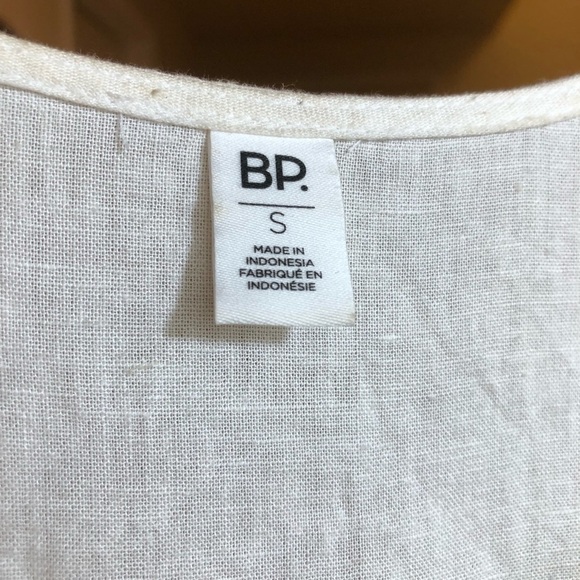 BP.
S
MADE IN
INDONESIA
FABRIQUÉ EN
INDONÉSIE